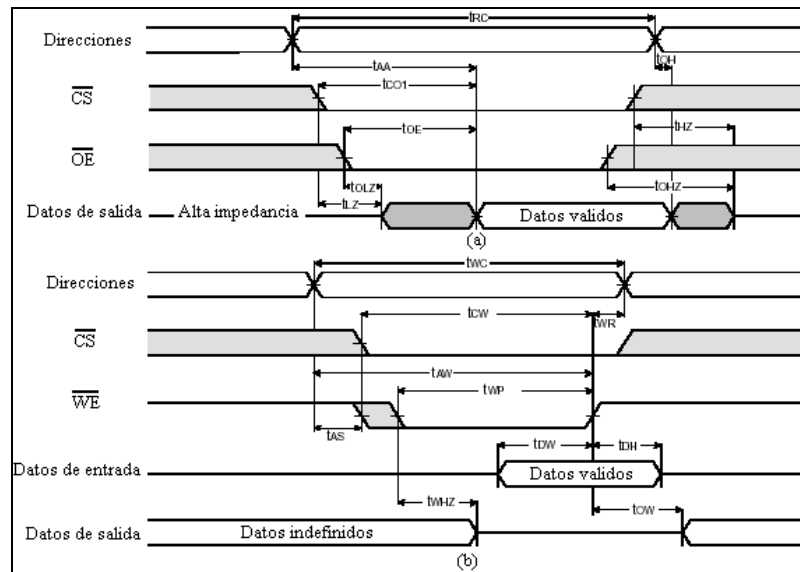 tRC
Direcciones
tOH
tAA
CS
tCO1
tOE
tHZ
OE
tOLZ
tOHZ
tLZ
Datos de salida Alta impedancia Datos validos
(a)
tWC
Direcciones
tCW
tWR
CS
tAW
WE
tWP
tAS
tDW
tDH
Datos de entrada Datos validos
tWHZ
tOW
Datos de salida Datos indefinidos
(b)